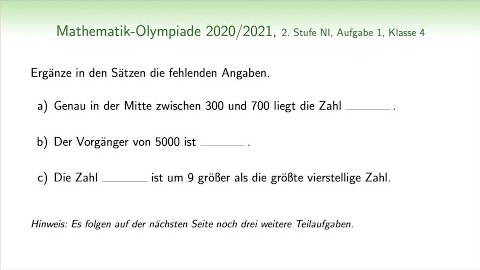 Mathematik-Olympiade 2020/2021, 2. Stufe NI, Aufgabe 1, Klasse 4
Ergänze in den Sätzen die fehlenden Angaben.
a) Genau in der Mitte zwischen 300 und 700 liegt die Zahl ______ .
b) Der Vorgänger von 5000 ist ______ .
c) Die Zahl ______ ist um 9 größer als die größte vierstellige Zahl.
Hinweis: Es folgen auf der nächsten Seite noch drei weitere Teilaufgaben.